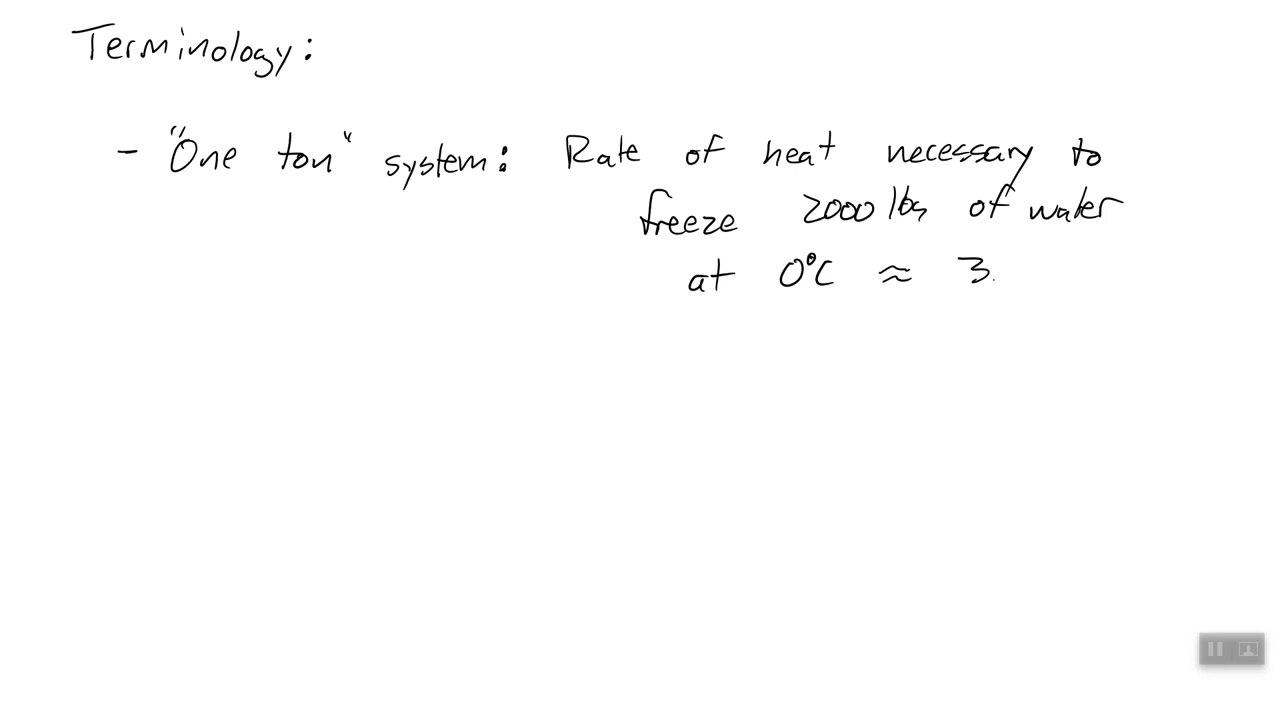 Terminology:
- "One ton" system: Rate of heat necessary to
freeze 2000 lbs of water
at 0°C ≈ 3.